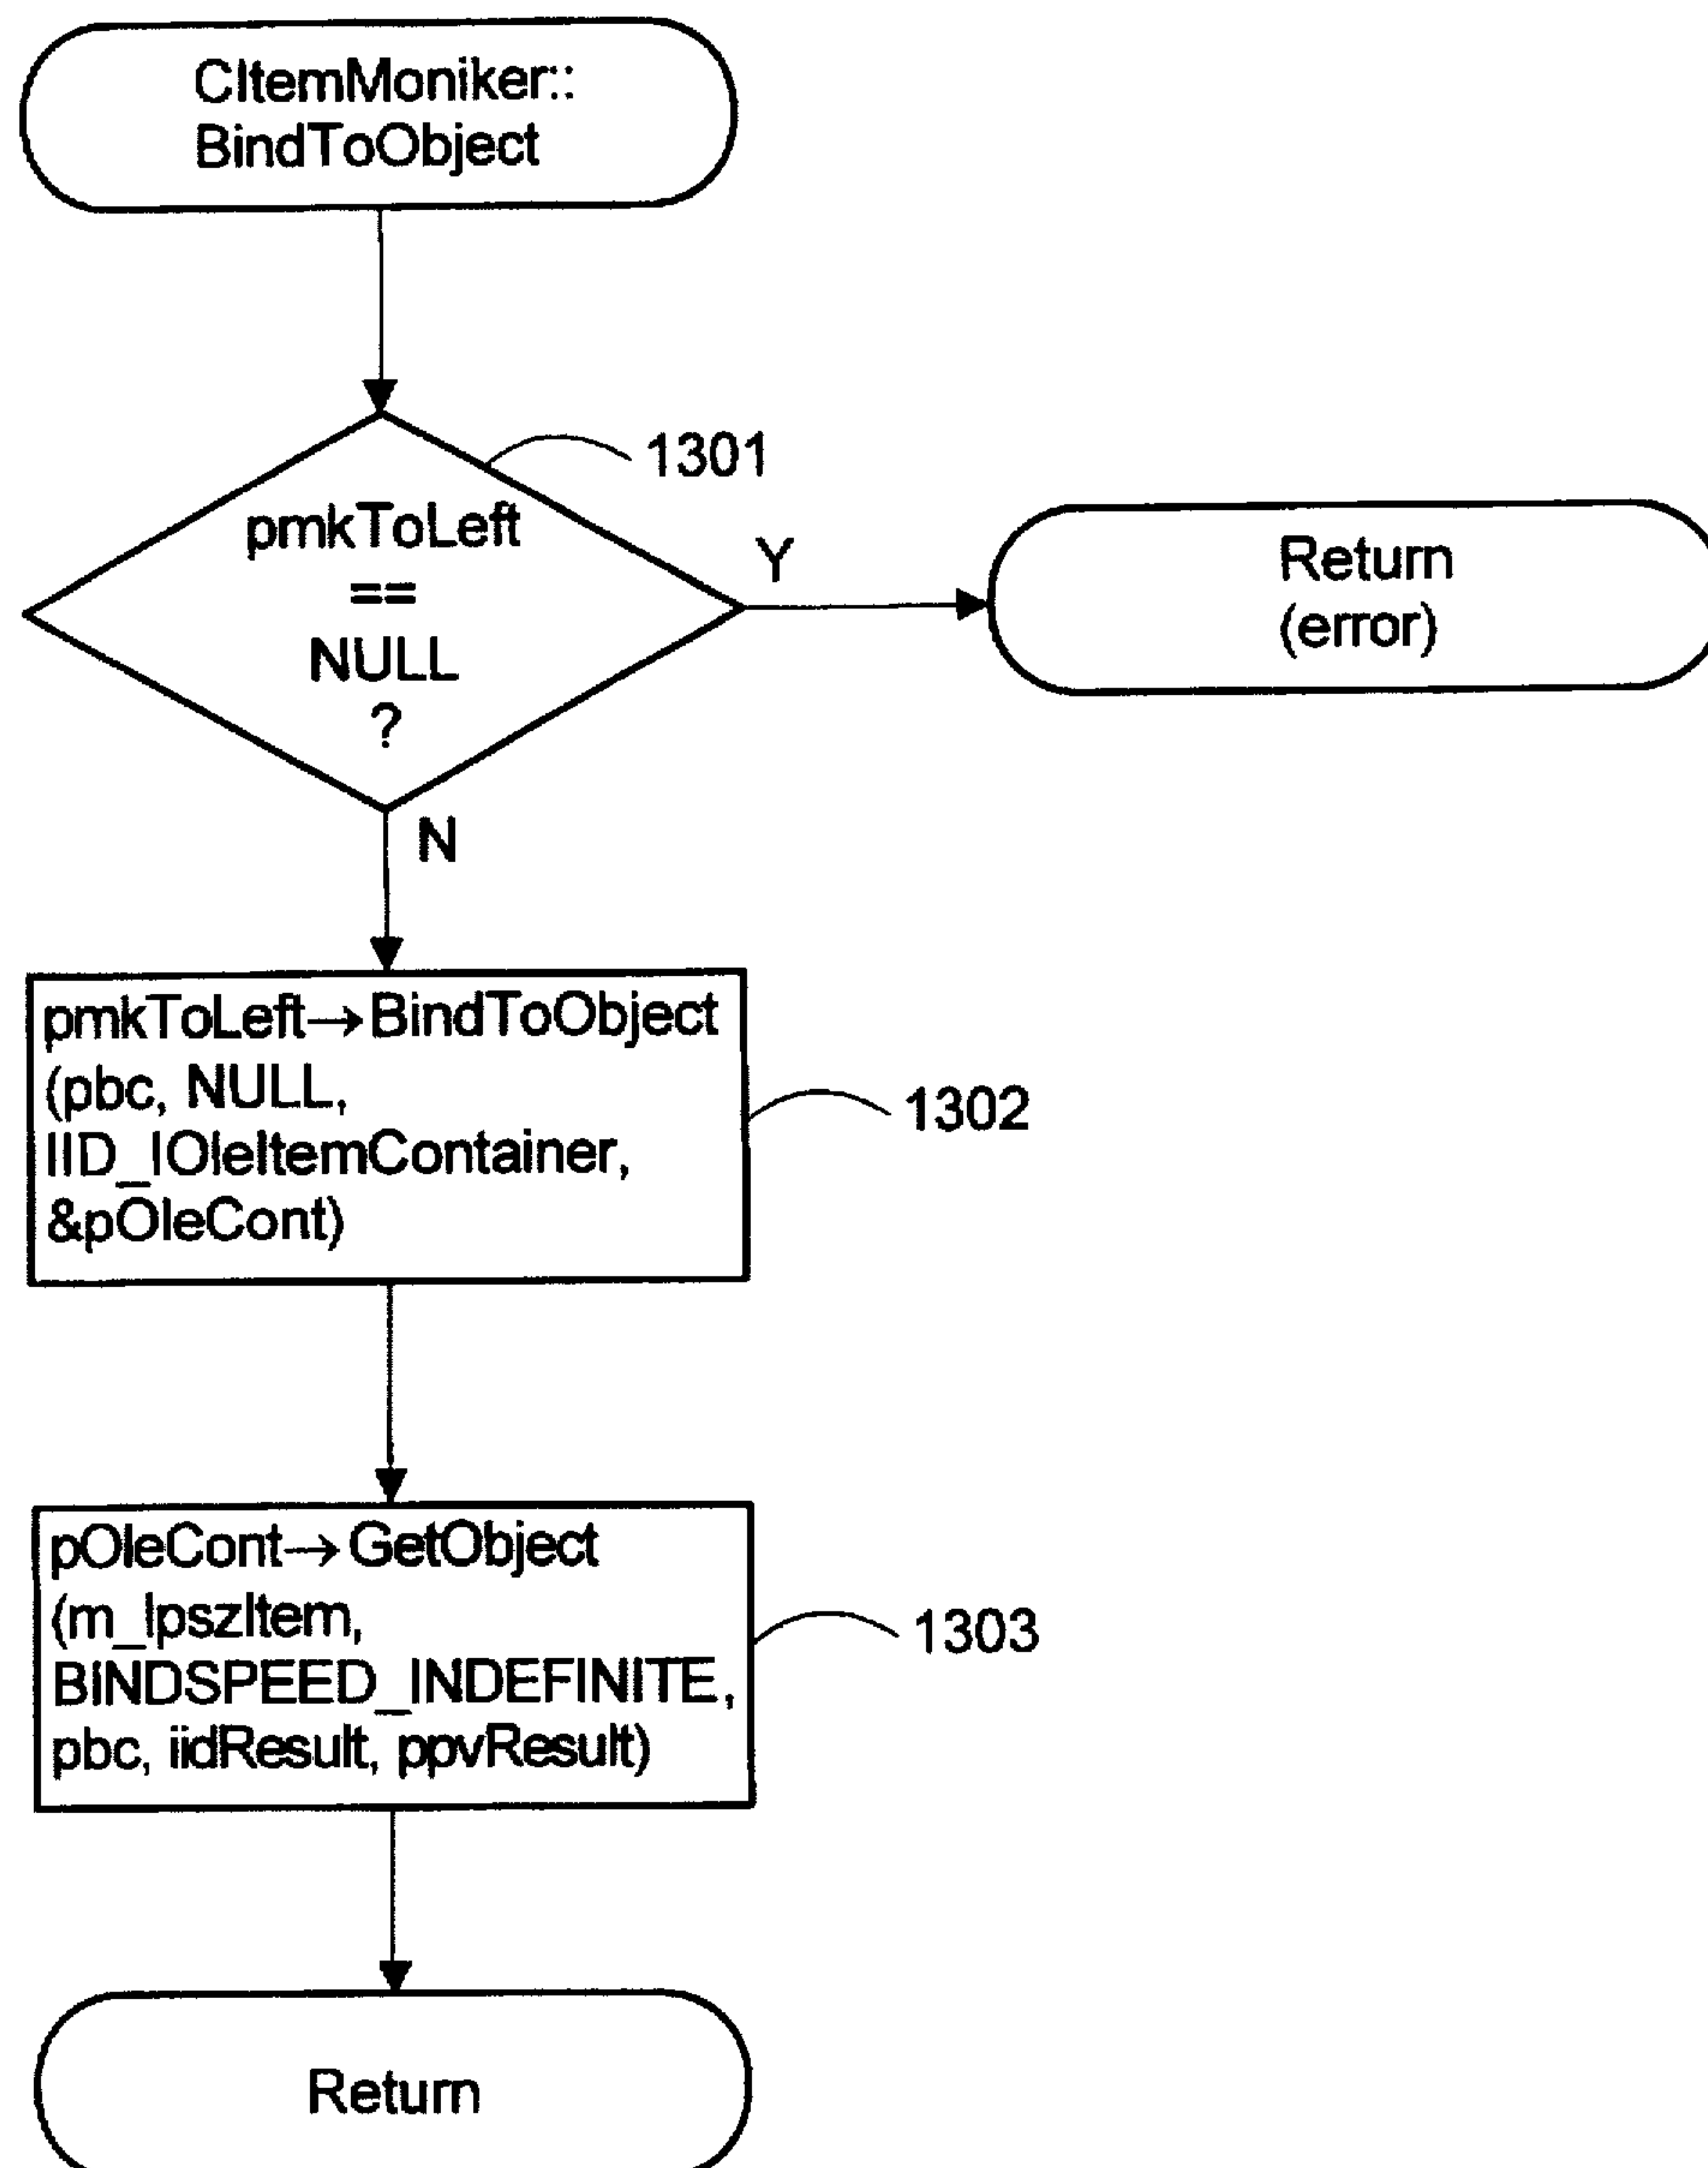 CItemMoniker::
BindToObject
1301
pmkToLeft
==
NULL
?
Y
Return
(error)
N
pmkToLeft→BindToObject
(pbc, NULL,
IID_IOleItemContainer,
&pOleCont)
1302
pOleCont→GetObject
(m_lpszItem,
BINDSPEED_INDEFINITE,
pbc, iidResult, ppvResult)
1303
Return